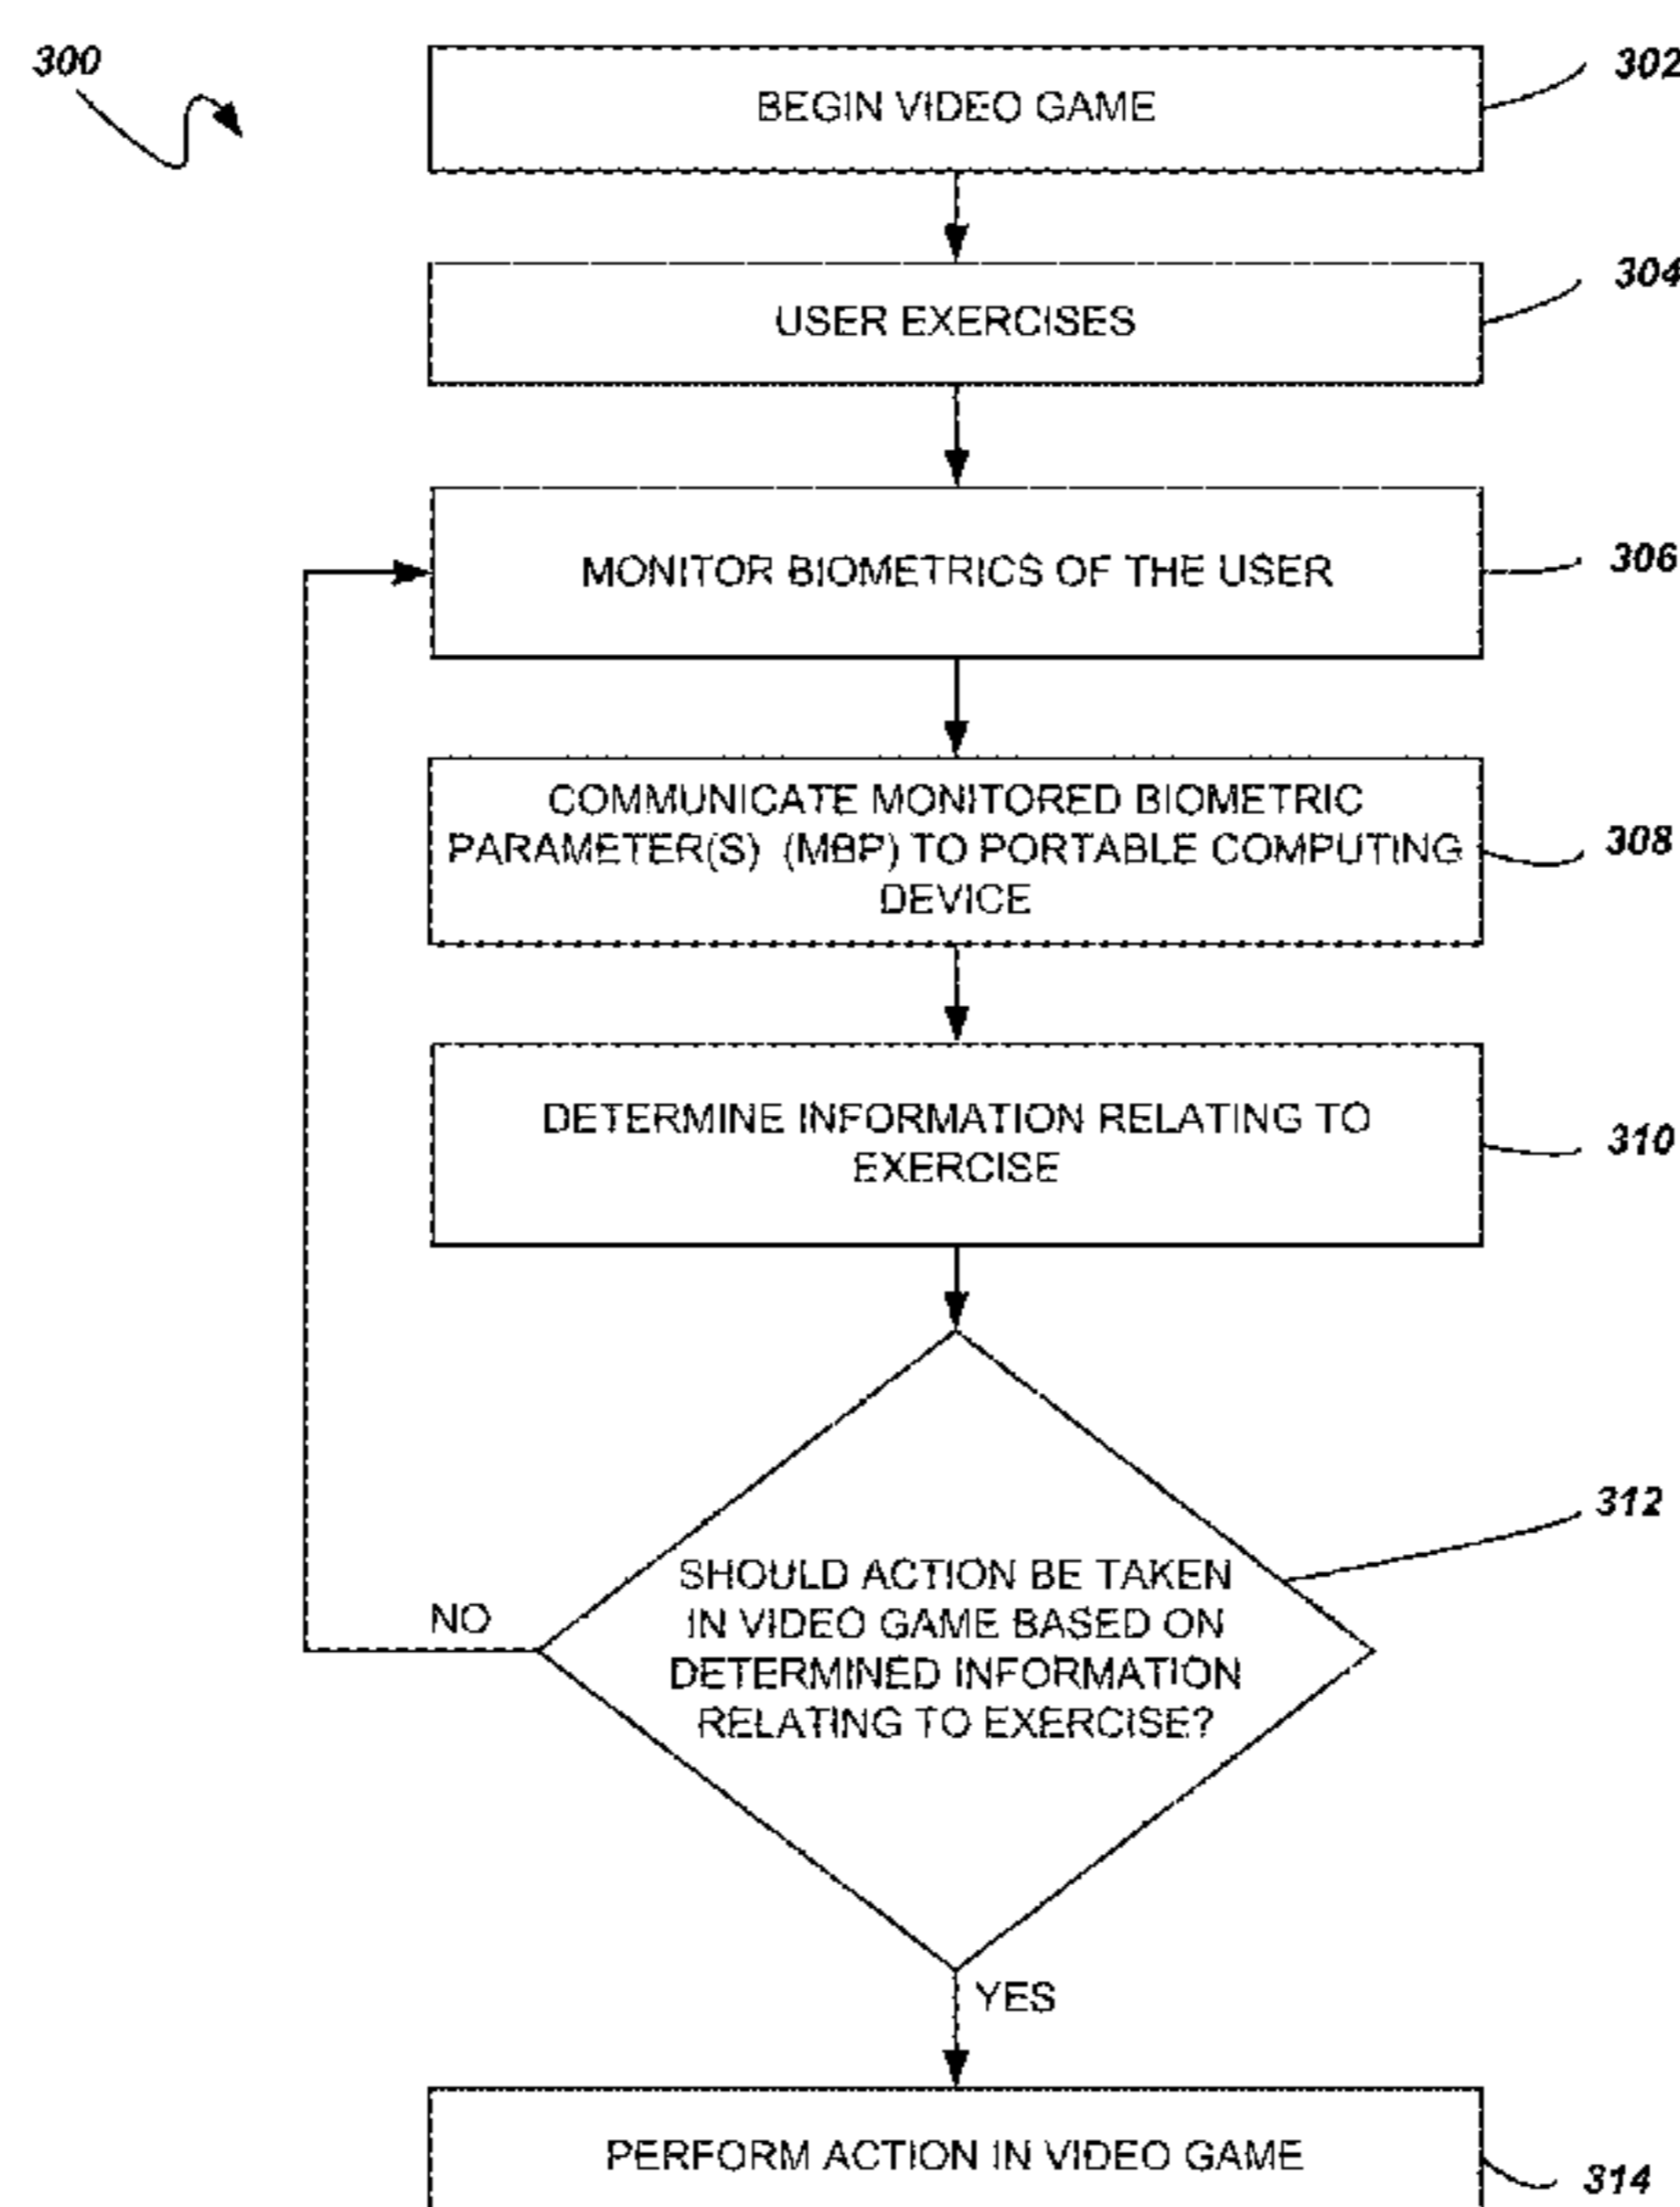 300
302
BEGIN VIDEO GAME
304
USER EXERCISES
306
MONITOR BIOMETRICS OF THE USER
COMMUNICATE MONITORED BIOMETRIC
PARAMETER(S) (MBP) TO PORTABLE COMPUTING
DEVICE
308
DETERMINE INFORMATION RELATING TO
EXERCISE
310
312
SHOULD ACTION BE TAKEN
IN VIDEO GAME BASED ON
DETERMINED INFORMATION
RELATING TO EXERCISE?
NO
YES
PERFORM ACTION IN VIDEO GAME
314